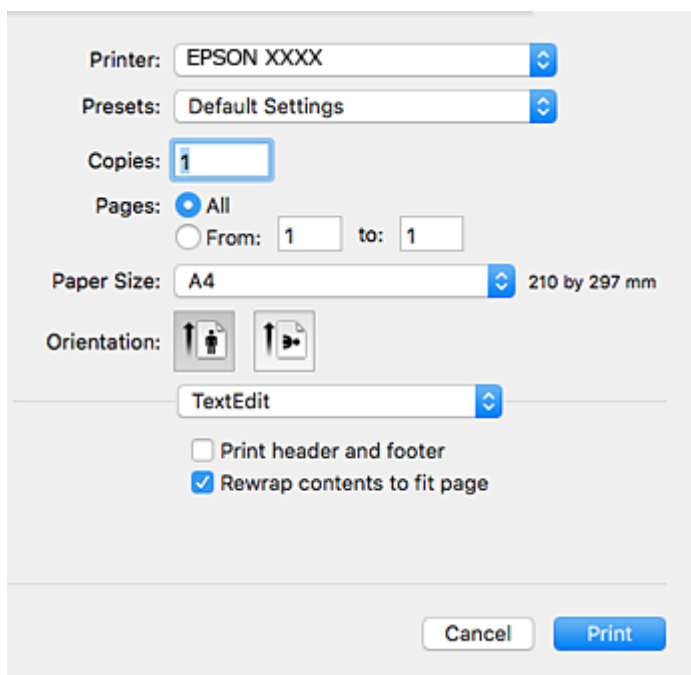 Printer: EPSON XXXX
Presets: Default Settings
Copies: 1
Pages: All
From: 1 to: 1
Paper Size: A4 210 by 297 mm
Orientation:
TextEdit
Print header and footer
Rewrap contents to fit page
Cancel Print